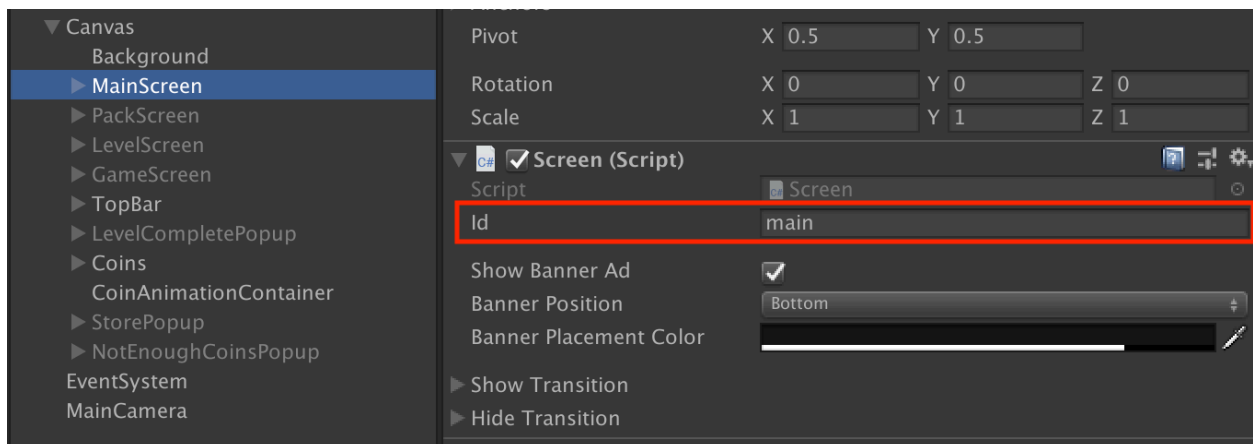 Canvas
Background
MainScreen
PackScreen
LevelScreen
GameScreen
TopBar
LevelCompletePopup
Coins
CoinAnimationContainer
StorePopup
NotEnoughCoinsPopup
EventSystem
MainCamera
Pivot X 0.5 Y 0.5
Rotation X 0 Y 0 Z 0
Scale X 1 Y 1 Z 1
C# Screen (Script)
Script C# Screen
Id main
Show Banner Ad
Banner Position Bottom
Banner Placement Color
Show Transition
Hide Transition